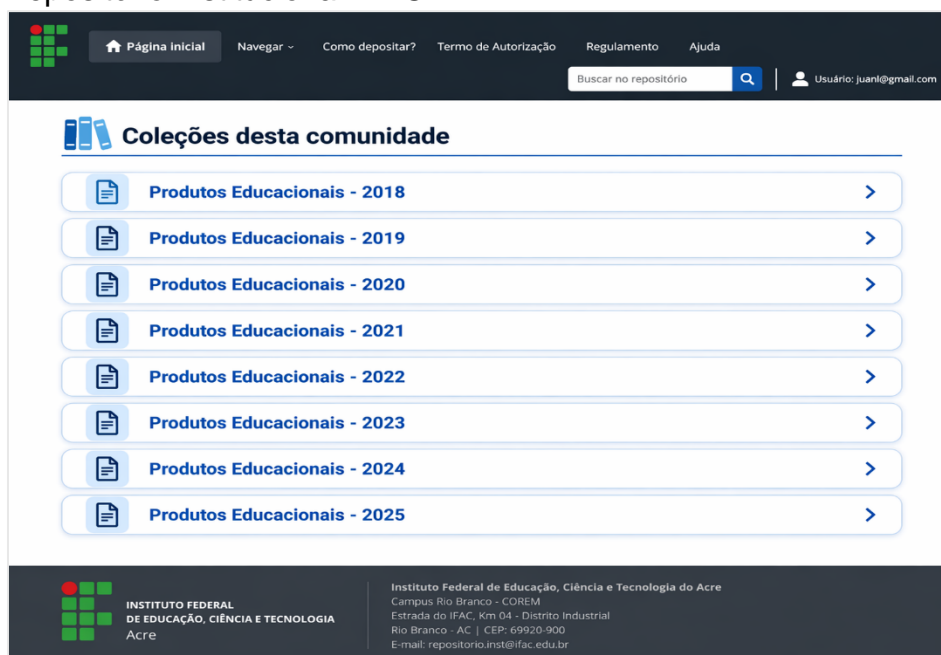 Página inicial
Navegar
Como depositar?
Termo de Autorização
Regulamento
Ajuda
Buscar no repositório
Usuário: juanl@gmail.com
Coleções desta comunidade
Produtos Educacionais - 2018
Produtos Educacionais - 2019
Produtos Educacionais - 2020
Produtos Educacionais - 2021
Produtos Educacionais - 2022
Produtos Educacionais - 2023
Produtos Educacionais - 2024
Produtos Educacionais - 2025
INSTITUTO FEDERAL
DE EDUCAÇÃO, CIÊNCIA E TECNOLOGIA
Acre
Instituto Federal de Educação, Ciência e Tecnologia do Acre
Campus Rio Branco - COREM
Estrada do IFAC, Km 04 - Distrito Industrial
Rio Branco - AC | CEP: 69920-900
E-mail: repositorio.inst@ifac.edu.br